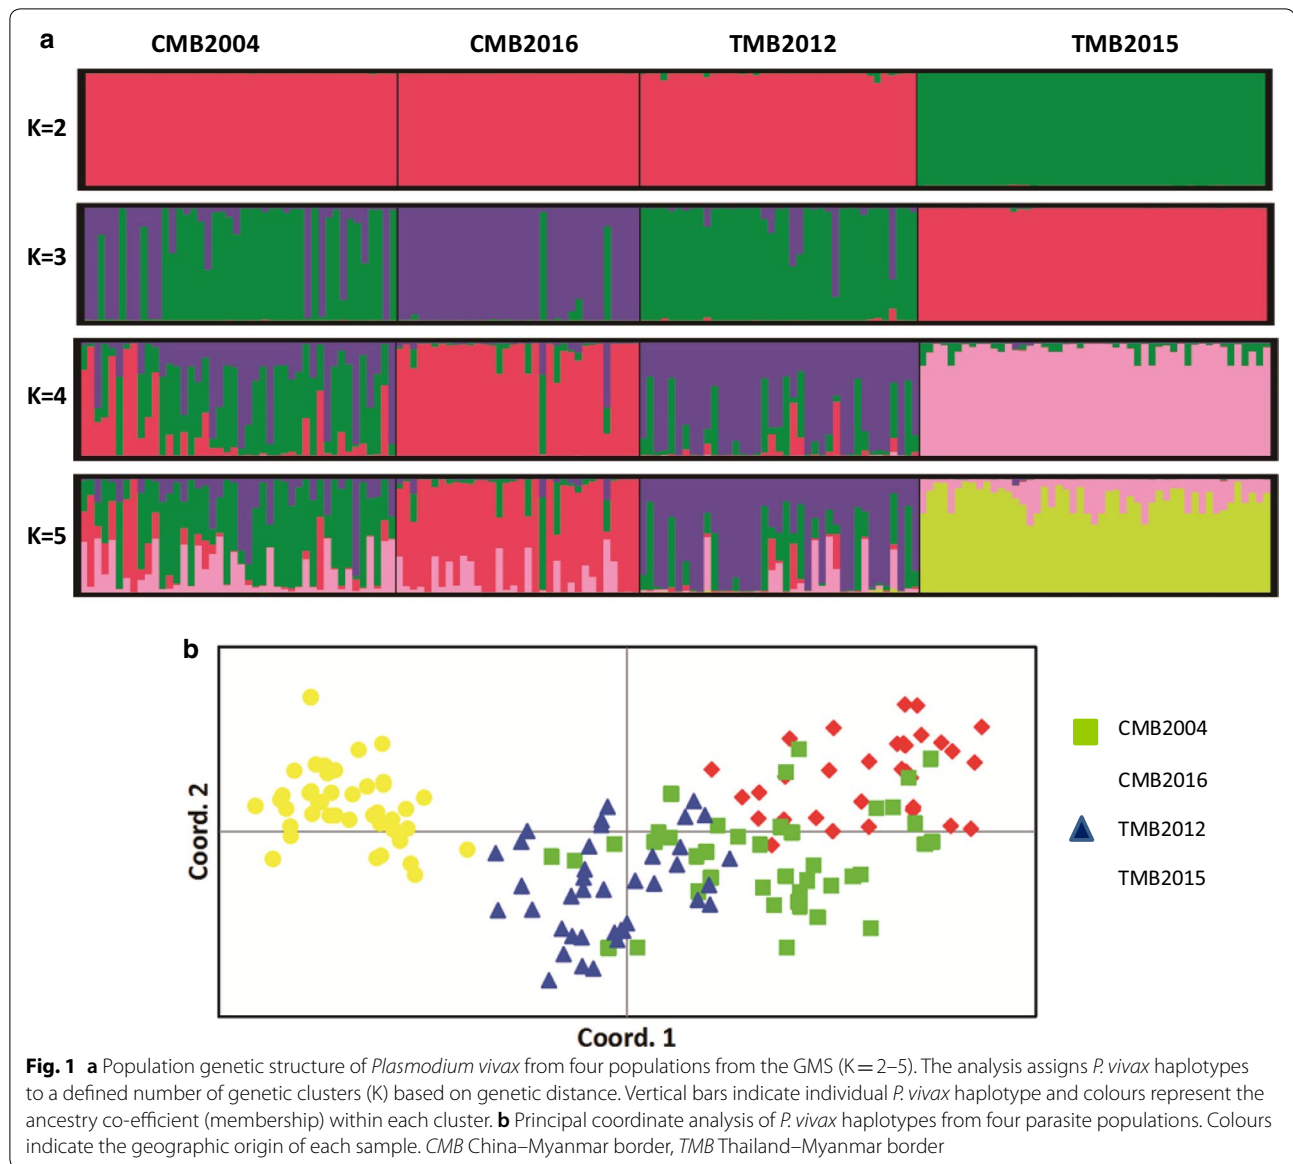 a
CMB2004 CMB2016 TMB2012 TMB2015
K=2
K=3
K=4
K=5
b
Coord. 2
CMB2004
CMB2016
TMB2012
TMB2015
Coord. 1
Fig. 1 a Population genetic structure of Plasmodium vivax from four populations from the GMS (K = 2–5). The analysis assigns P. vivax haplotypes
to a defined number of genetic clusters (K) based on genetic distance. Vertical bars indicate individual P. vivax haplotype and colours represent the
ancestry co-efficient (membership) within each cluster. b Principal coordinate analysis of P. vivax haplotypes from four parasite populations. Colours
indicate the geographic origin of each sample. CMB China–Myanmar border, TMB Thailand–Myanmar border